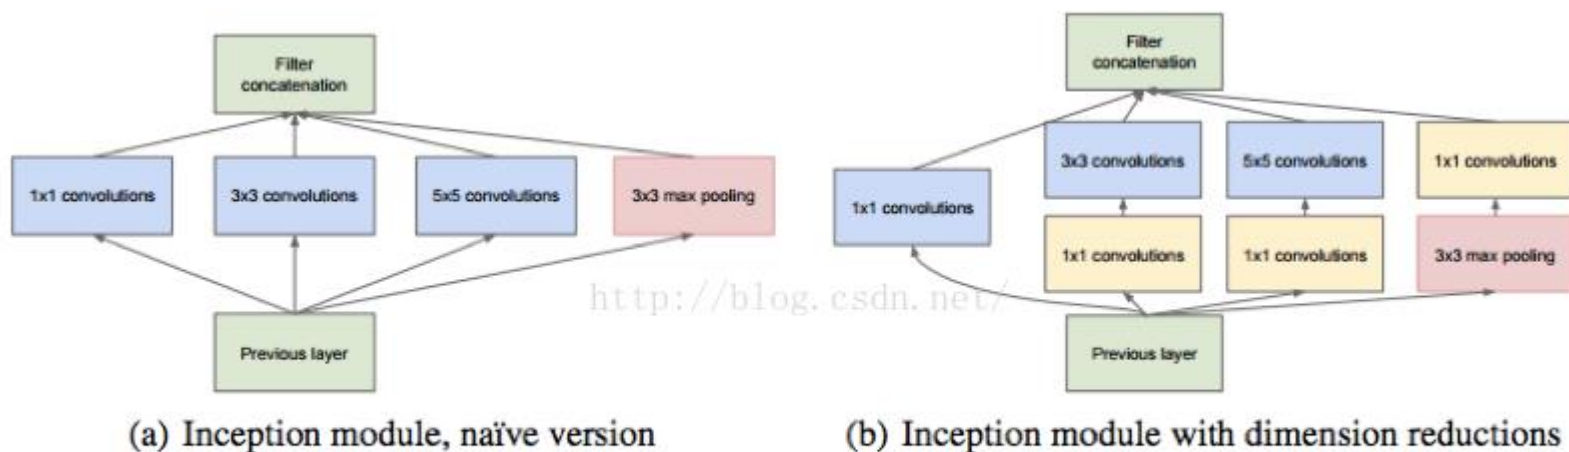 Filter
concatenation
1x1 convolutions
3x3 convolutions
5x5 convolutions
3x3 max pooling
Previous layer
(a) Inception module, naïve version
http://blog.csdn.net/
Filter
concatenation
3x3 convolutions
5x5 convolutions
1x1 convolutions
1x1 convolutions
1x1 convolutions
1x1 convolutions
3x3 max pooling
Previous layer
(b) Inception module with dimension reductions